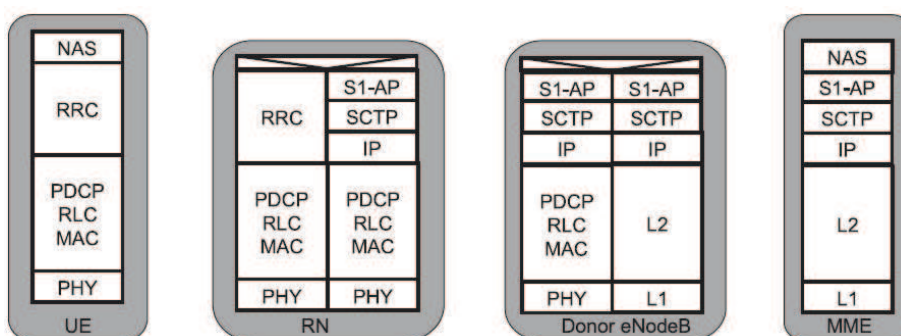 NAS
RRC
PDCP
RLC
MAC
PHY
UE
RRC
PDCP
RLC
MAC
PHY
S1-AP
SCTP
IP
PDCP
RLC
MAC
PHY
RN
S1-AP
SCTP
IP
PDCP
RLC
MAC
PHY
S1-AP
SCTP
IP
L2
L1
Donor eNodeB
NAS
S1-AP
SCTP
IP
L2
L1
MME